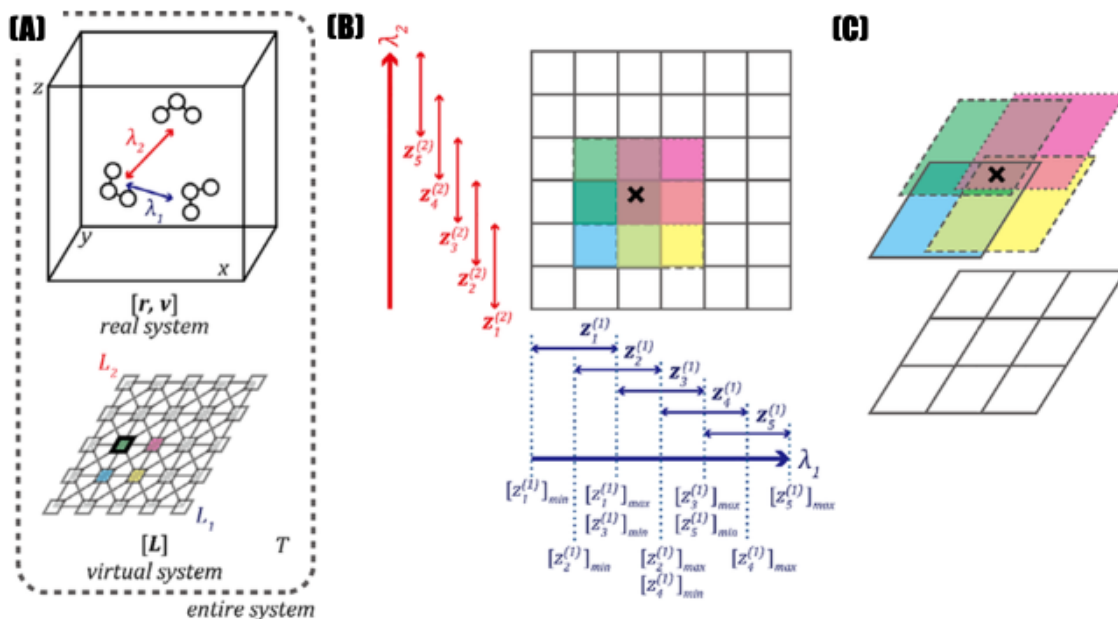 (A)
z
λ₂
λ₁
y
x
[r, v]
real system
L₂
L₁
[L]
T
virtual system
entire system
(B)
λ₂
z₅⁽²⁾
z₄⁽²⁾
z₃⁽²⁾
z₂⁽²⁾
z₁⁽²⁾
×
z₁⁽¹⁾
z₂⁽¹⁾
z₃⁽¹⁾
z₄⁽¹⁾
z₅⁽¹⁾
λ₁
[z₁⁽¹⁾]min [z₁⁽¹⁾]max [z₃⁽¹⁾]max [z₅⁽¹⁾]max
[z₃⁽¹⁾]min [z₅⁽¹⁾]min
[z₂⁽¹⁾]min [z₂⁽¹⁾]max [z₄⁽¹⁾]max
[z₄⁽¹⁾]min
(C)
×